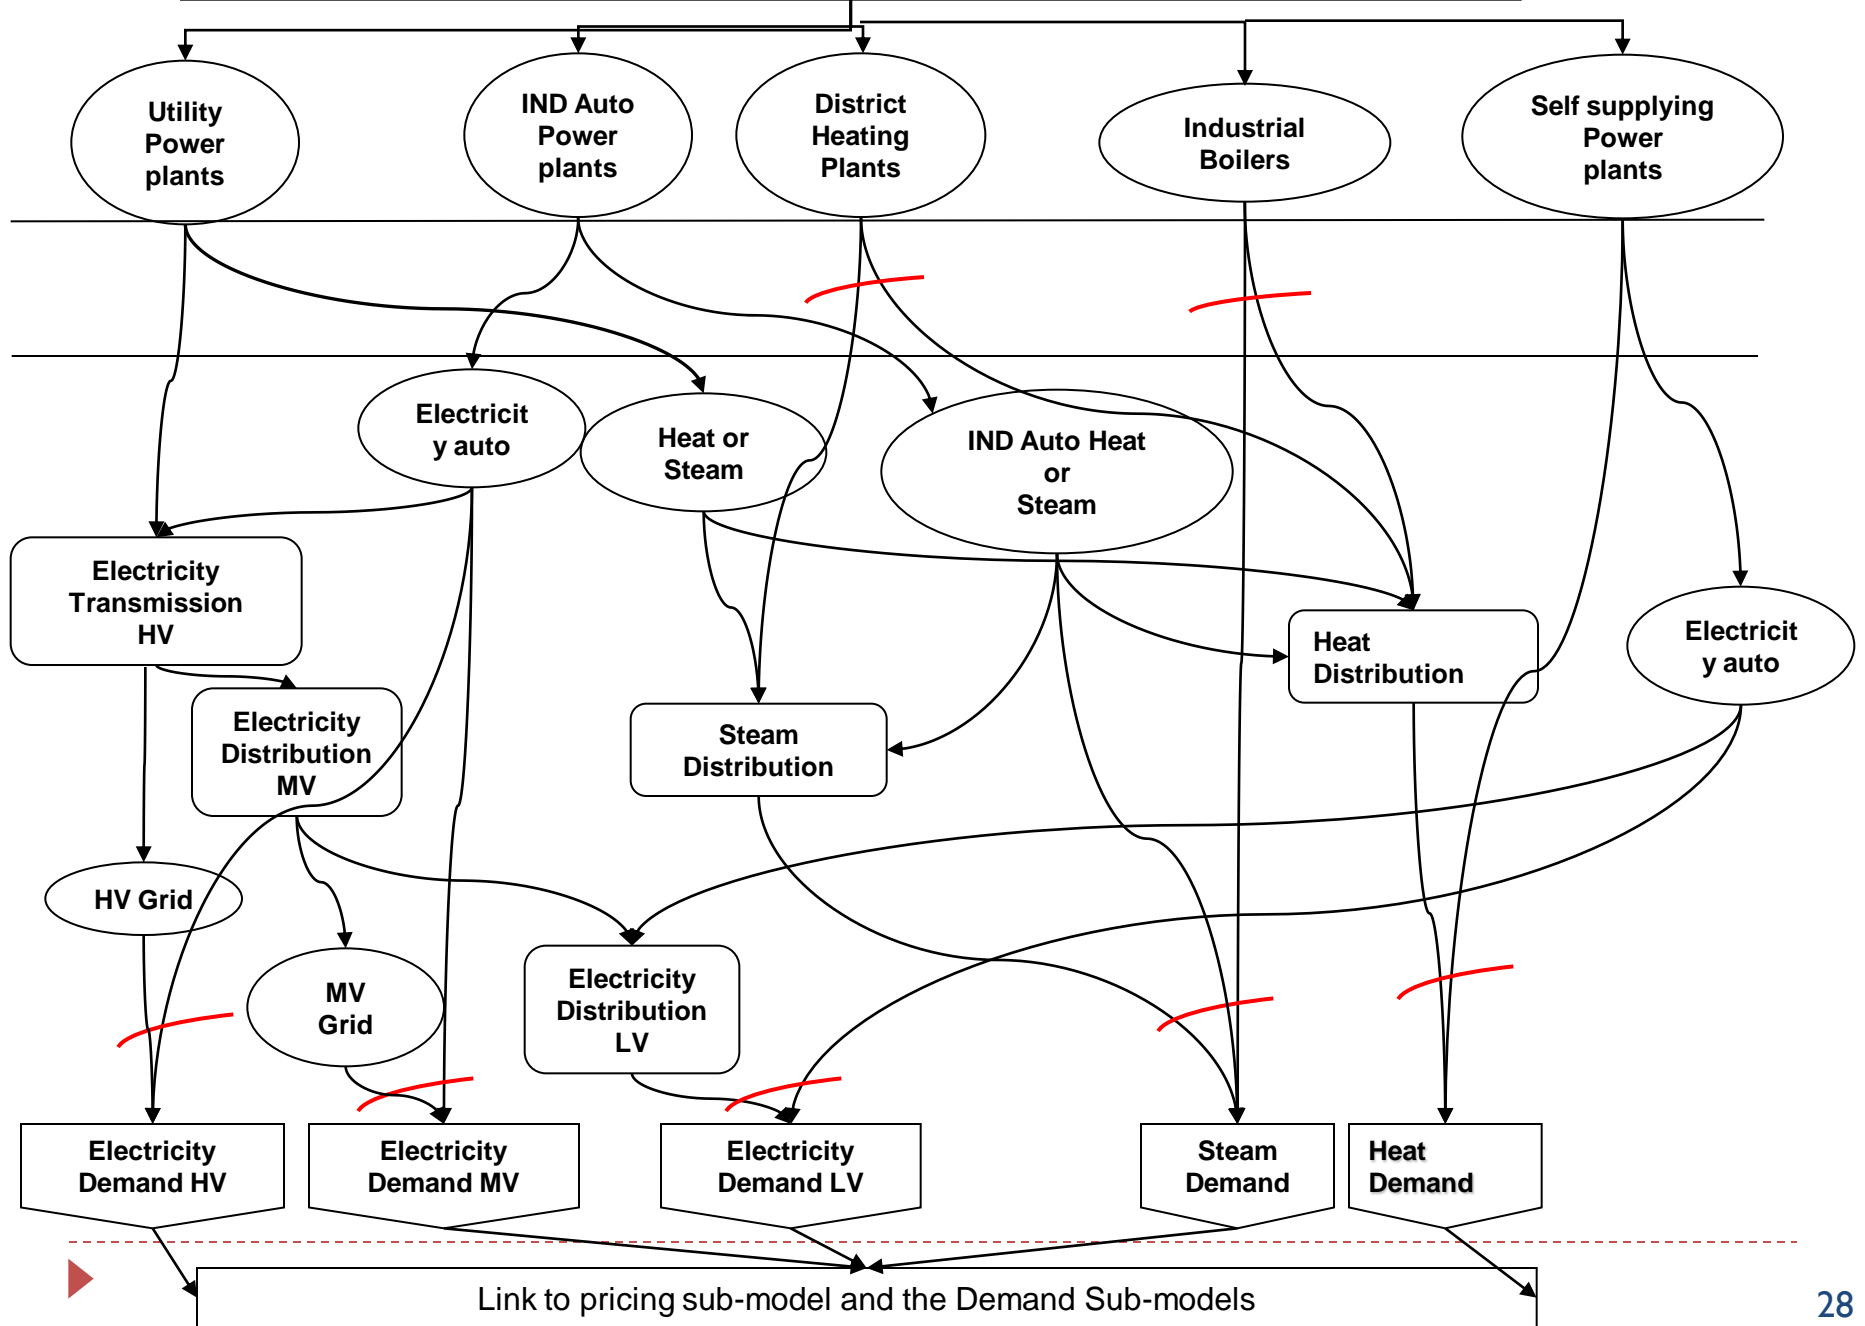 Utility
Power
plants
IND Auto
Power
plants
District
Heating
Plants
Industrial
Boilers
Self supplying
Power
plants
Electricit
y auto
Heat or
Steam
IND Auto Heat
or
Steam
Electricity
Transmission
HV
Heat
Distribution
Electricit
y auto
Electricity
Distribution
MV
Steam
Distribution
HV Grid
MV
Grid
Electricity
Distribution
LV
Electricity
Demand HV
Electricity
Demand MV
Electricity
Demand LV
Steam
Demand
Heat
Demand
Link to pricing sub-model and the Demand Sub-models
28